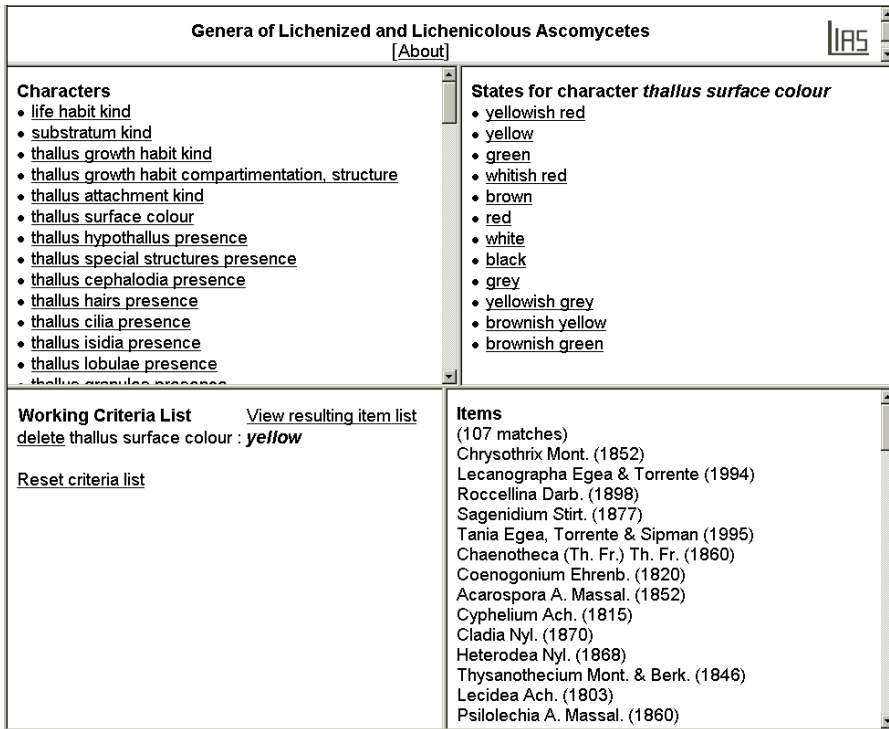 Genera of Lichenized and Lichenicolous Ascomycetes
[About]
LIAS
Characters
• life habit kind
• substratum kind
• thallus growth habit kind
• thallus growth habit compartimentation, structure
• thallus attachment kind
• thallus surface colour
• thallus hypothallus presence
• thallus special structures presence
• thallus cephalodia presence
• thallus hairs presence
• thallus cilia presence
• thallus isidia presence
• thallus lobulae presence
• thallus granules presence
States for character thallus surface colour
• yellowish red
• yellow
• green
• whitish red
• brown
• red
• white
• black
• grey
• yellowish grey
• brownish yellow
• brownish green
Working Criteria List View resulting item list
delete thallus surface colour : yellow
Reset criteria list
Items
(107 matches)
Chrysothrix Mont. (1852)
Lecanographa Egea & Torrente (1994)
Roccellina Darb. (1898)
Sagenidium Stirt. (1877)
Tania Egea, Torrente & Sipman (1995)
Chaenotheca (Th. Fr.) Th. Fr. (1860)
Coenogonium Ehrenb. (1820)
Acarospora A. Massal. (1852)
Cyphelium Ach. (1815)
Cladia Nyl. (1870)
Heterodea Nyl. (1868)
Thysanothecium Mont. & Berk. (1846)
Lecidea Ach. (1803)
Psilolechia A. Massal. (1860)